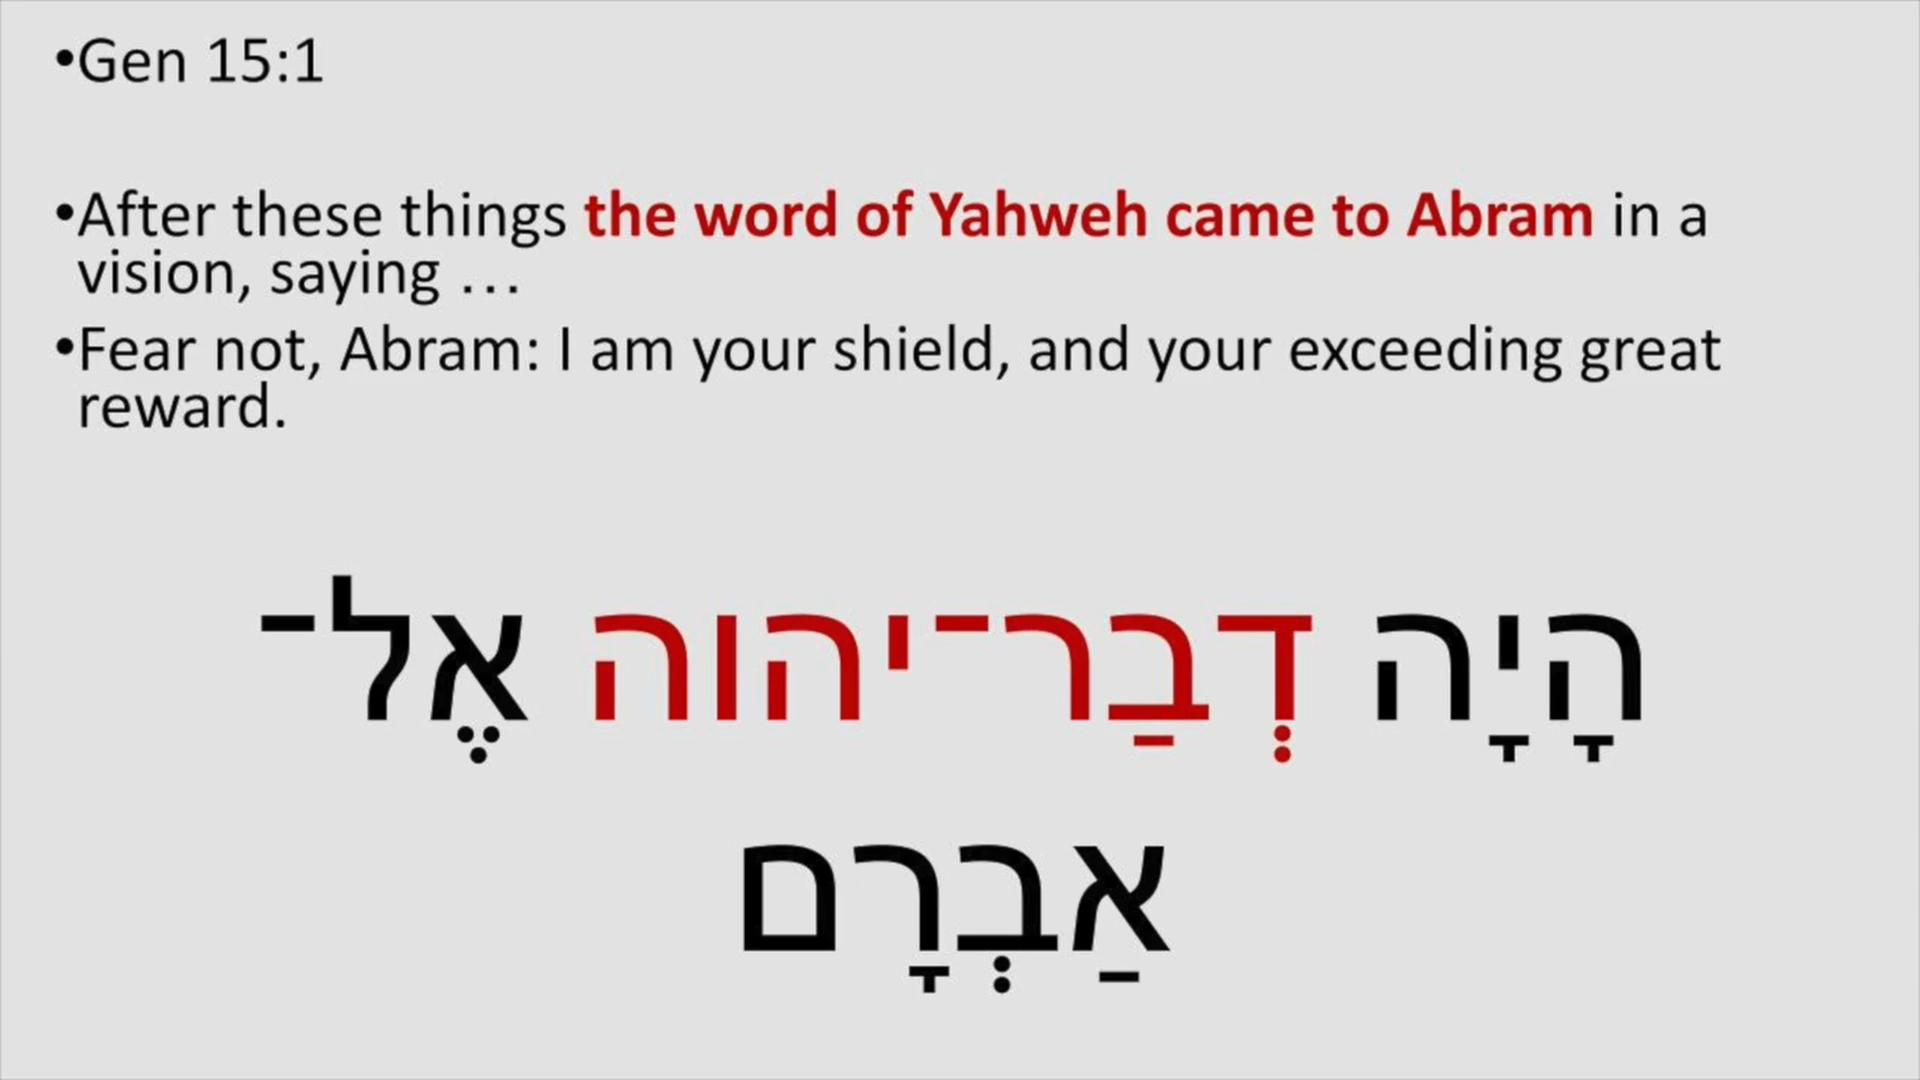 •Gen 15:1
•After these things the word of Yahweh came to Abram in a
vision, saying …
•Fear not, Abram: I am your shield, and your exceeding great
reward.
הָיָה דְבַר־יהוה אֶל־
אַבְרָם